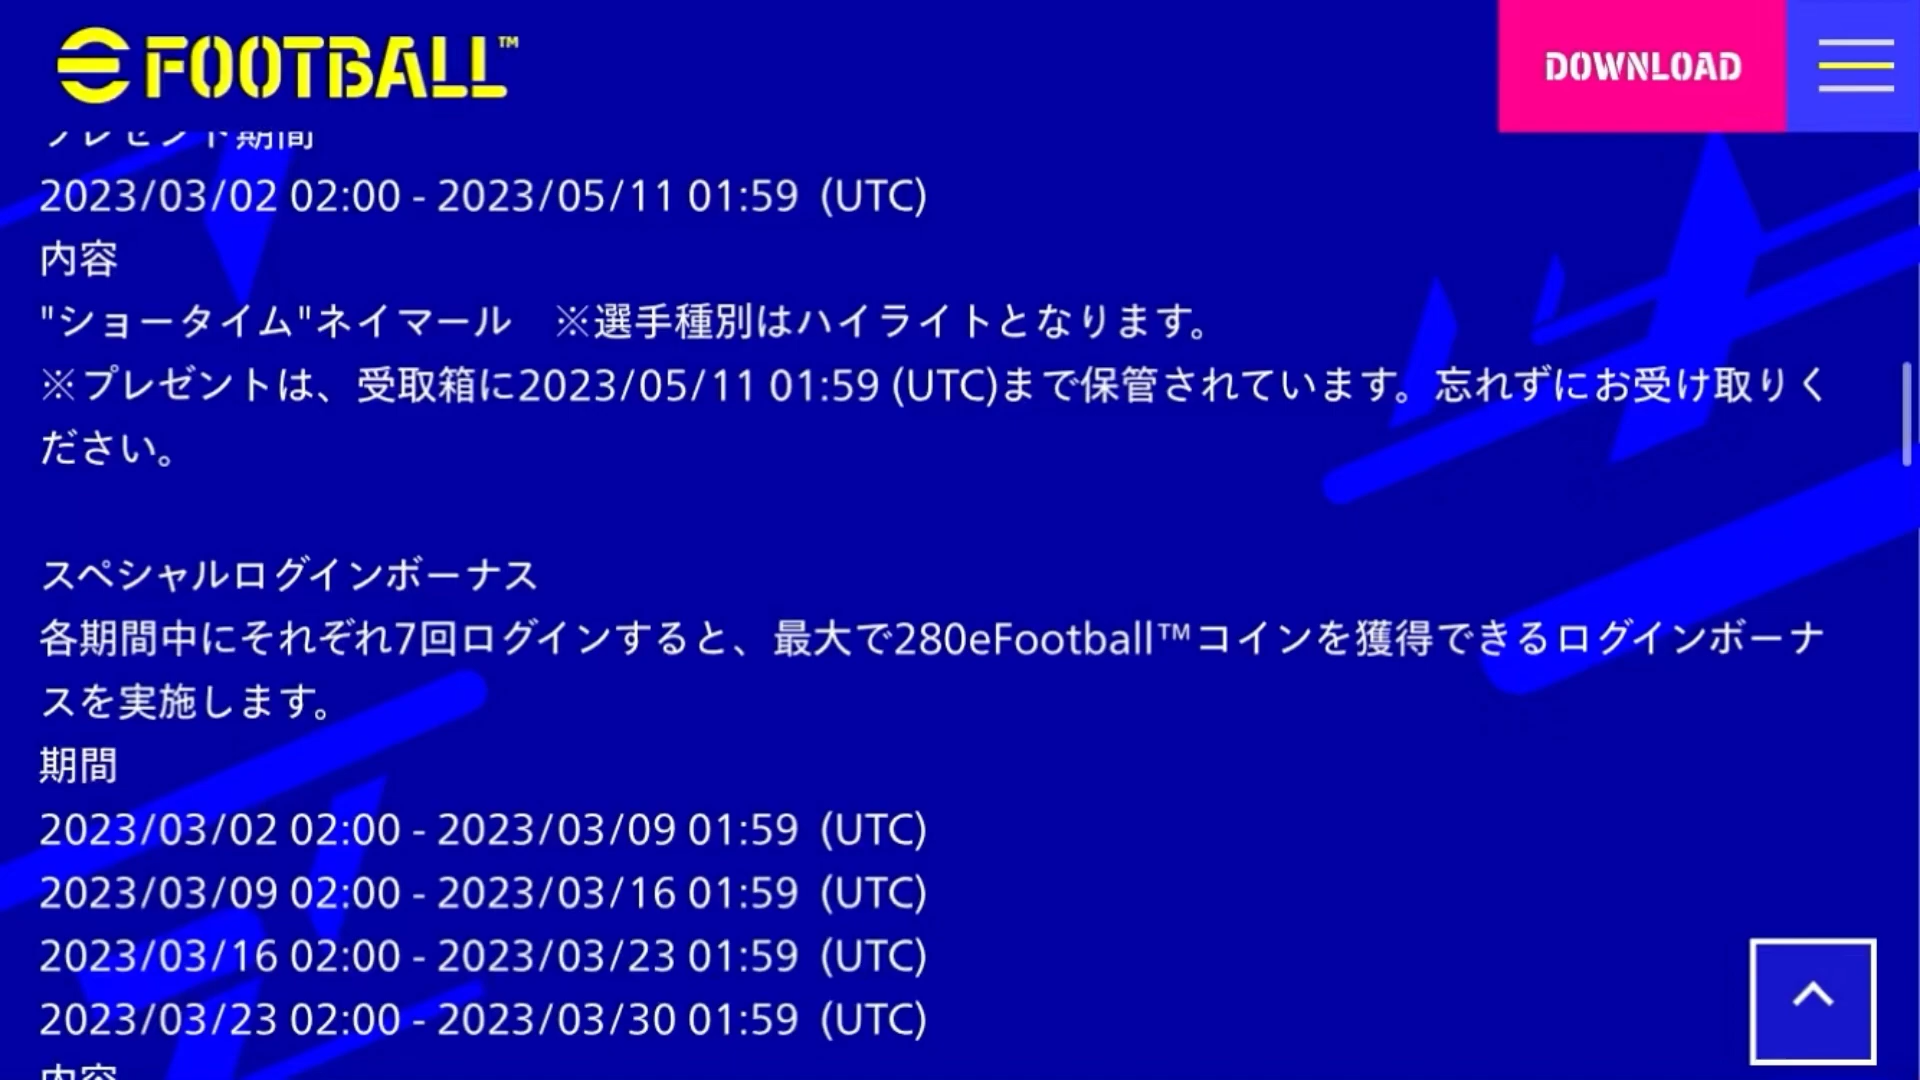 FOOTBALL™
DOWNLOAD
プレゼント期間
2023/03/02 02:00 - 2023/05/11 01:59 (UTC)
内容
"ショータイム"ネイマール　※選手種別はハイライトとなります。
※プレゼントは、受取箱に2023/05/11 01:59 (UTC)まで保管されています。忘れずにお受け取りく
ださい。
スペシャルログインボーナス
各期間中にそれぞれ7回ログインすると、最大で280eFootball™コインを獲得できるログインボーナ
スを実施します。
期間
2023/03/02 02:00 - 2023/03/09 01:59 (UTC)
2023/03/09 02:00 - 2023/03/16 01:59 (UTC)
2023/03/16 02:00 - 2023/03/23 01:59 (UTC)
2023/03/23 02:00 - 2023/03/30 01:59 (UTC)
内容